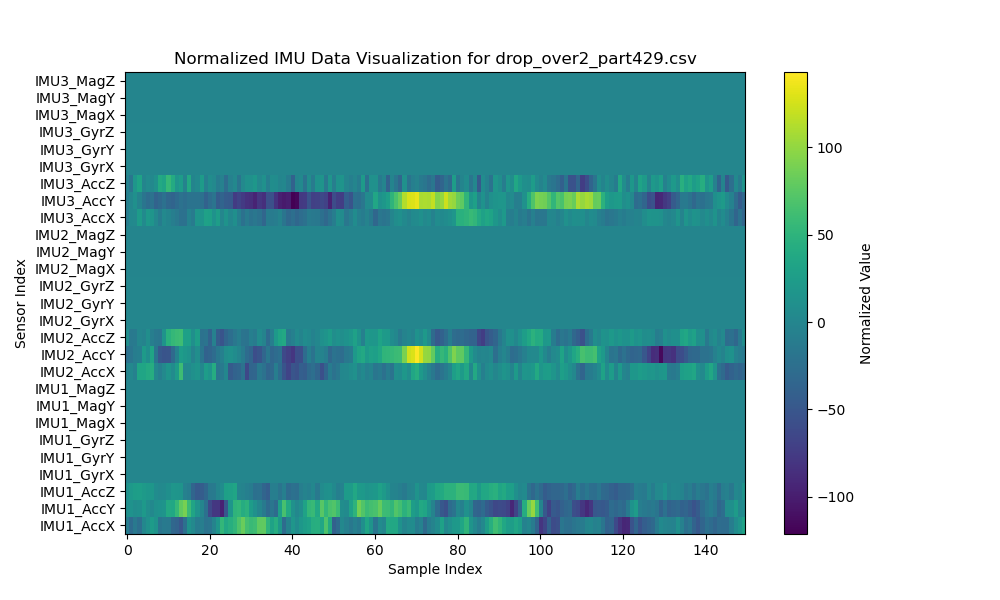 Normalized IMU Data Visualization for drop_over2_part429.csv
IMU3_MagZ
IMU3_MagY
IMU3_MagX
IMU3_GyrZ
IMU3_GyrY
IMU3_GyrX
IMU3_AccZ
IMU3_AccY
IMU3_AccX
IMU2_MagZ
IMU2_MagY
IMU2_MagX
IMU2_GyrZ
IMU2_GyrY
IMU2_GyrX
IMU2_AccZ
IMU2_AccY
IMU2_AccX
IMU1_MagZ
IMU1_MagY
IMU1_MagX
IMU1_GyrZ
IMU1_GyrY
IMU1_GyrX
IMU1_AccZ
IMU1_AccY
IMU1_AccX
Sensor Index
0 20 40 60 80 100 120 140
Sample Index
100
50
0
−50
−100
Normalized Value